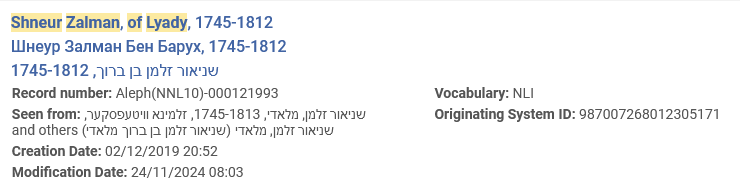 Shneur Zalman, of Lyady, 1745-1812
Шнеур Залман Бен Барух, 1745-1812
שניאור זלמן בן ברוך, 1745-1812
Record number: Aleph(NNL10)-000121993
Vocabulary: NLI
Seen from: שניאור זלמן, מלאדי, 1745-1813, זלמינא וויטעפסקער,
שניאור זלמן, מלאדי (שניאור זלמן בן ברוך מלאדי) and others
Originating System ID: 987007268012305171
Creation Date: 02/12/2019 20:52
Modification Date: 24/11/2024 08:03